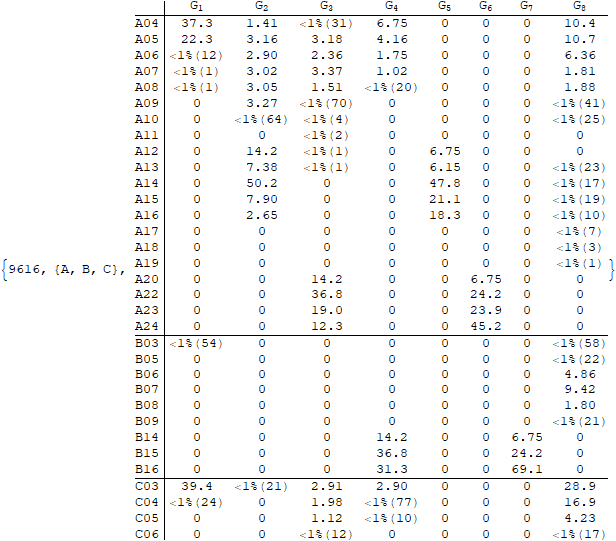 G1 G2 G3 G4 G5 G6 G7 G8
A04 37.3 1.41 <1%(31) 6.75 0 0 0 10.4
A05 22.3 3.16 3.18 4.16 0 0 0 10.7
A06 <1%(12) 2.90 2.36 1.75 0 0 0 6.36
A07 <1%(1) 3.02 3.37 1.02 0 0 0 1.81
A08 <1%(1) 3.05 1.51 <1%(20) 0 0 0 1.88
A09 0 3.27 <1%(70) 0 0 0 0 <1%(41)
A10 0 <1%(64) <1%(4) 0 0 0 0 <1%(25)
A11 0 0 <1%(2) 0 0 0 0 0
A12 0 14.2 <1%(1) 0 6.75 0 0 0
A13 0 7.38 <1%(1) 0 6.15 0 0 <1%(23)
A14 0 50.2 0 0 47.8 0 0 <1%(17)
A15 0 7.90 0 0 21.1 0 0 <1%(19)
A16 0 2.65 0 0 18.3 0 0 <1%(10)
A17 0 0 0 0 0 0 0 <1%(7)
A18 0 0 0 0 0 0 0 <1%(3)
{9616, {A, B, C}, A19 0 0 0 0 0 0 0 <1%(1) }
A20 0 0 14.2 0 0 6.75 0 0
A22 0 0 36.8 0 0 24.2 0 0
A23 0 0 19.0 0 0 23.9 0 0
A24 0 0 12.3 0 0 45.2 0 0
B03 <1%(54) 0 0 0 0 0 0 <1%(58)
B05 0 0 0 0 0 0 0 <1%(22)
B06 0 0 0 0 0 0 0 4.86
B07 0 0 0 0 0 0 0 9.42
B08 0 0 0 0 0 0 0 1.80
B09 0 0 0 0 0 0 0 <1%(21)
B14 0 0 0 14.2 0 0 6.75 0
B15 0 0 0 36.8 0 0 24.2 0
B16 0 0 0 31.3 0 0 69.1 0
C03 39.4 <1%(21) 2.91 2.90 0 0 0 28.9
C04 <1%(24) 0 1.98 <1%(77) 0 0 0 16.9
C05 0 0 1.12 <1%(10) 0 0 0 4.23
C06 0 0 <1%(12) 0 0 0 0 <1%(17)